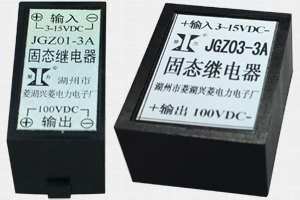 输入
3-15VDC
JGZ01-3A
固态继电器
湖州市
菱湖兴菱电力电子厂
100VDC
⊕ 输出 ⊖
+输入 3-15VDC-
JGZ03-3A
固态继电器
湖州市菱湖兴菱电力电子厂
+输出 100VDC-